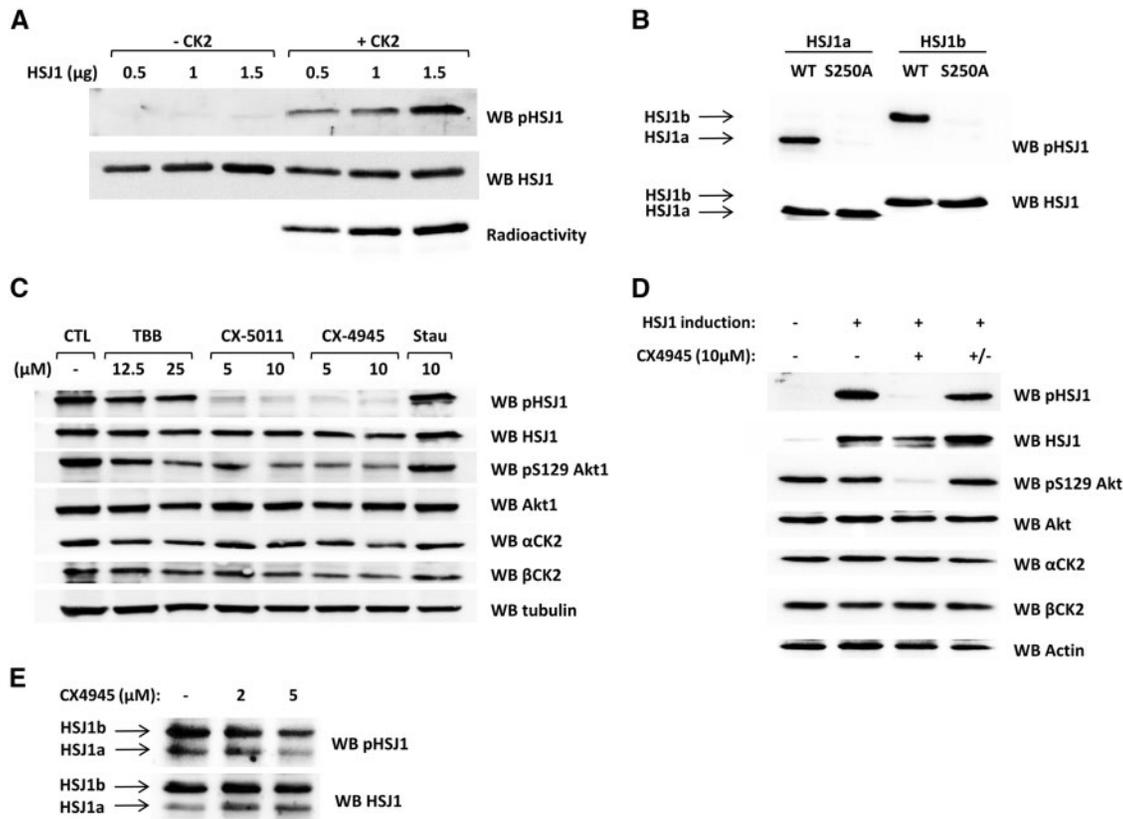 A
- CK2 + CK2
HSJ1 (µg) 0.5 1 1.5 0.5 1 1.5
WB pHSJ1
WB HSJ1
Radioactivity
B
HSJ1a HSJ1b
WT S250A WT S250A
HSJ1b
HSJ1a
WB pHSJ1
HSJ1b
HSJ1a
WB HSJ1
C
CTL TBB CX-5011 CX-4945 Stau
(µM) - 12.5 25 5 10 5 10 10
WB pHSJ1
WB HSJ1
WB pS129 Akt1
WB Akt1
WB αCK2
WB βCK2
WB tubulin
D
HSJ1 induction: - + + +
CX4945 (10µM): - - + +/-
WB pHSJ1
WB HSJ1
WB pS129 Akt
WB Akt
WB αCK2
WB βCK2
WB Actin
E
CX4945 (µM): - 2 5
HSJ1b
HSJ1a
WB pHSJ1
HSJ1b
HSJ1a
WB HSJ1